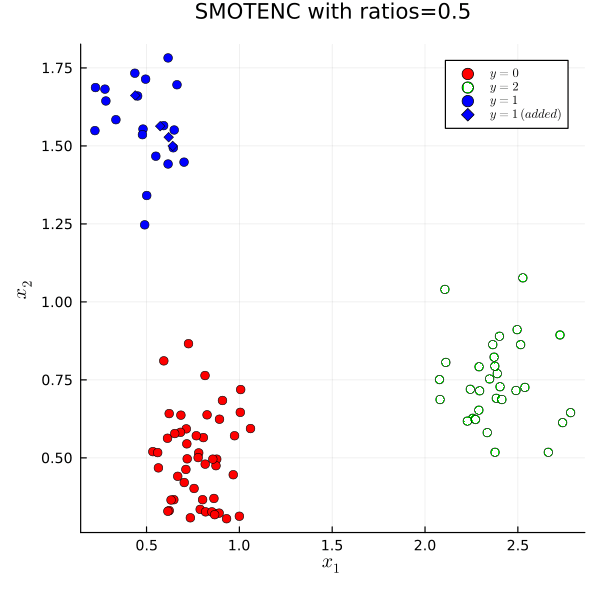 SMOTENC with ratios=0.5
y = 0
y = 2
y = 1
y = 1 (added)
1.75
1.50
1.25
1.00
0.75
0.50
x₂
0.5 1.0 1.5 2.0 2.5
x₁